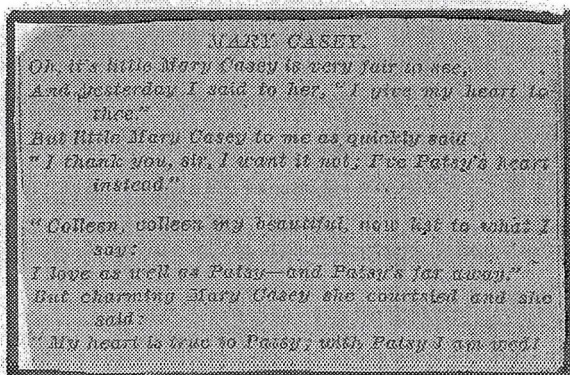 MARY CASEY.
Oh, it's little Mary Casey is very fair to see,
And yesterday I said to her, "I give my heart to
thee."
But little Mary Casey to me as quickly said
"I thank you, sir, I want it not; I've Patsy's heart
instead."
"Colleen, colleen my beautiful, now list to what I
say:
I love as well as Patsy—and Patsy's far away."
But charming Mary Casey she courtsied and she
said:
"My heart is true to Patsy; with Patsy I am wed!